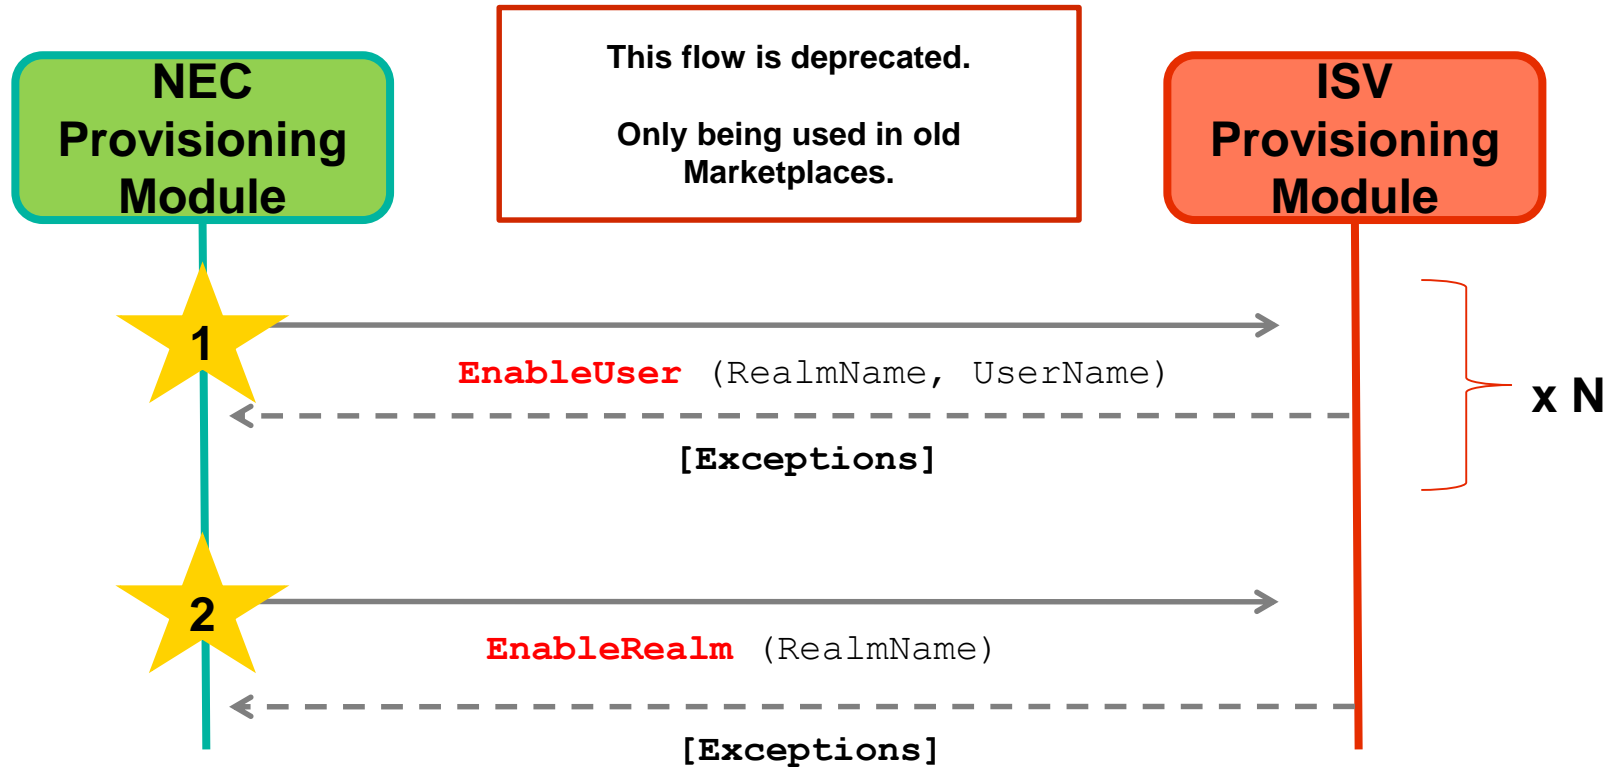 NEC
Provisioning
Module
This flow is deprecated.
Only being used in old
Marketplaces.
ISV
Provisioning
Module
1
EnableUser (RealmName, UserName)
[Exceptions]
x N
2
EnableRealm (RealmName)
[Exceptions]